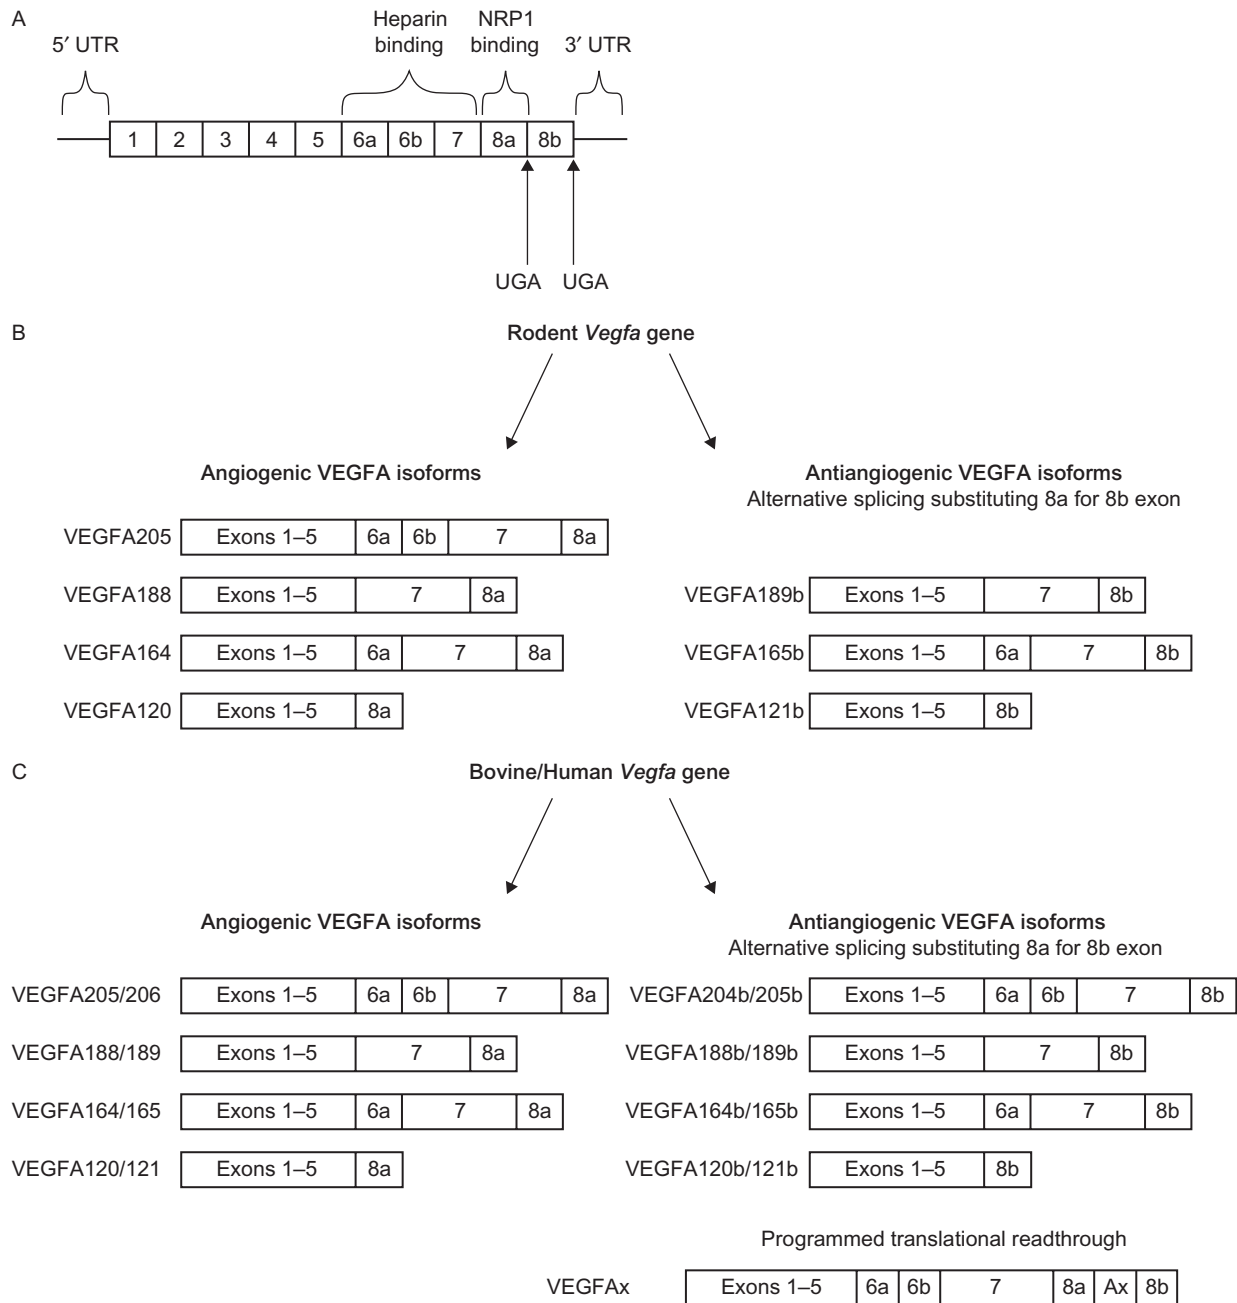 A
5′ UTR
Heparin binding
NRP1 binding
3′ UTR
1 2 3 4 5 6a 6b 7 8a 8b
UGA UGA
B
Rodent Vegfa gene
Angiogenic VEGFA isoforms
Antiangiogenic VEGFA isoforms
Alternative splicing substituting 8a for 8b exon
VEGFA205 Exons 1–5 6a 6b 7 8a
VEGFA188 Exons 1–5 7 8a
VEGFA189b Exons 1–5 7 8b
VEGFA164 Exons 1–5 6a 7 8a
VEGFA165b Exons 1–5 6a 7 8b
VEGFA120 Exons 1–5 8a
VEGFA121b Exons 1–5 8b
C
Bovine/Human Vegfa gene
Angiogenic VEGFA isoforms
Antiangiogenic VEGFA isoforms
Alternative splicing substituting 8a for 8b exon
VEGFA205/206 Exons 1–5 6a 6b 7 8a
VEGFA204b/205b Exons 1–5 6a 6b 7 8b
VEGFA188/189 Exons 1–5 7 8a
VEGFA188b/189b Exons 1–5 7 8b
VEGFA164/165 Exons 1–5 6a 7 8a
VEGFA164b/165b Exons 1–5 6a 7 8b
VEGFA120/121 Exons 1–5 8a
VEGFA120b/121b Exons 1–5 8b
Programmed translational readthrough
VEGFAx Exons 1–5 6a 6b 7 8a Ax 8b